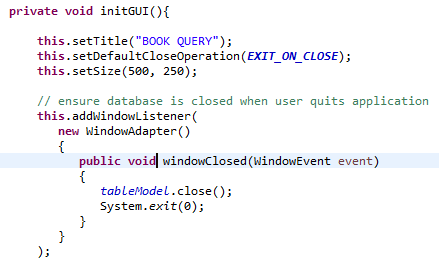 private void initGUI(){
this.setTitle("BOOK QUERY");
this.setDefaultCloseOperation(EXIT_ON_CLOSE);
this.setSize(500, 250);
// ensure database is closed when user quits application
this.addWindowListener(
new WindowAdapter()
{
public void windowClosed(WindowEvent event)
{
tableModel.close();
System.exit(0);
}
}
);